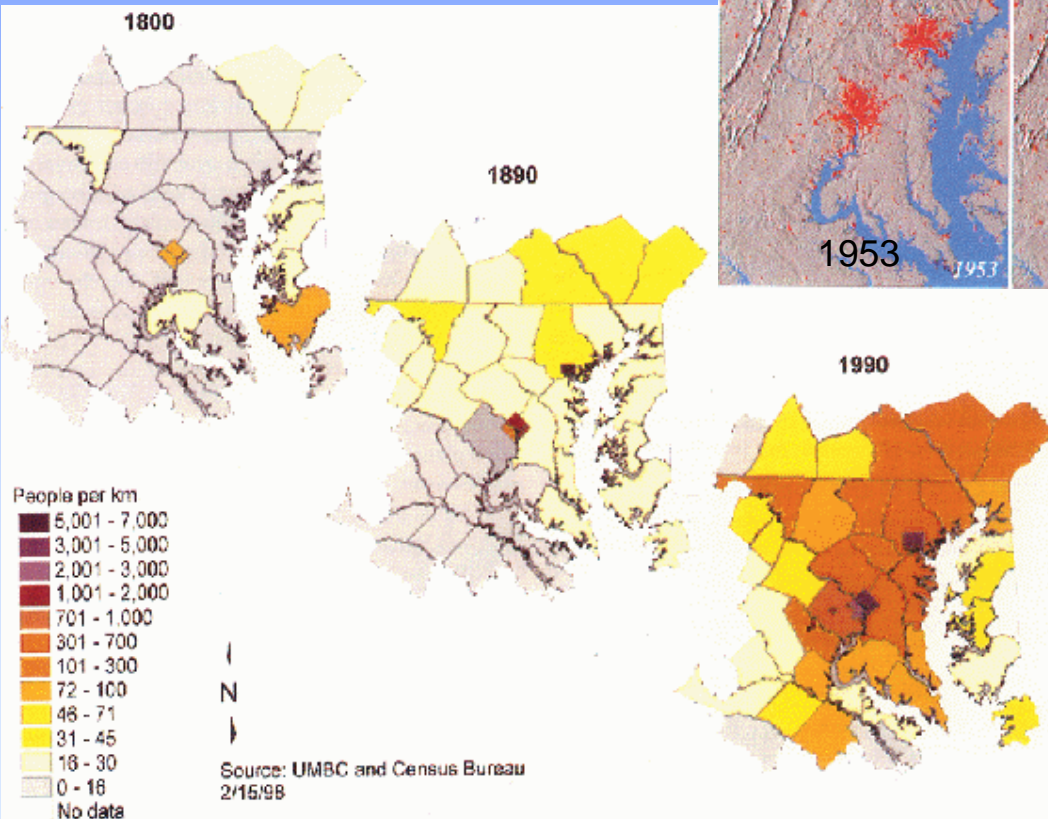 1800
1890
1953
1953
1990
People per km
5,001 - 7,000
3,001 - 5,000
2,001 - 3,000
1,001 - 2,000
701 - 1,000
301 - 700
101 - 300
72 - 100
46 - 71
31 - 45
16 - 30
0 - 16
No data
N
Source: UMBC and Census Bureau
2/15/98